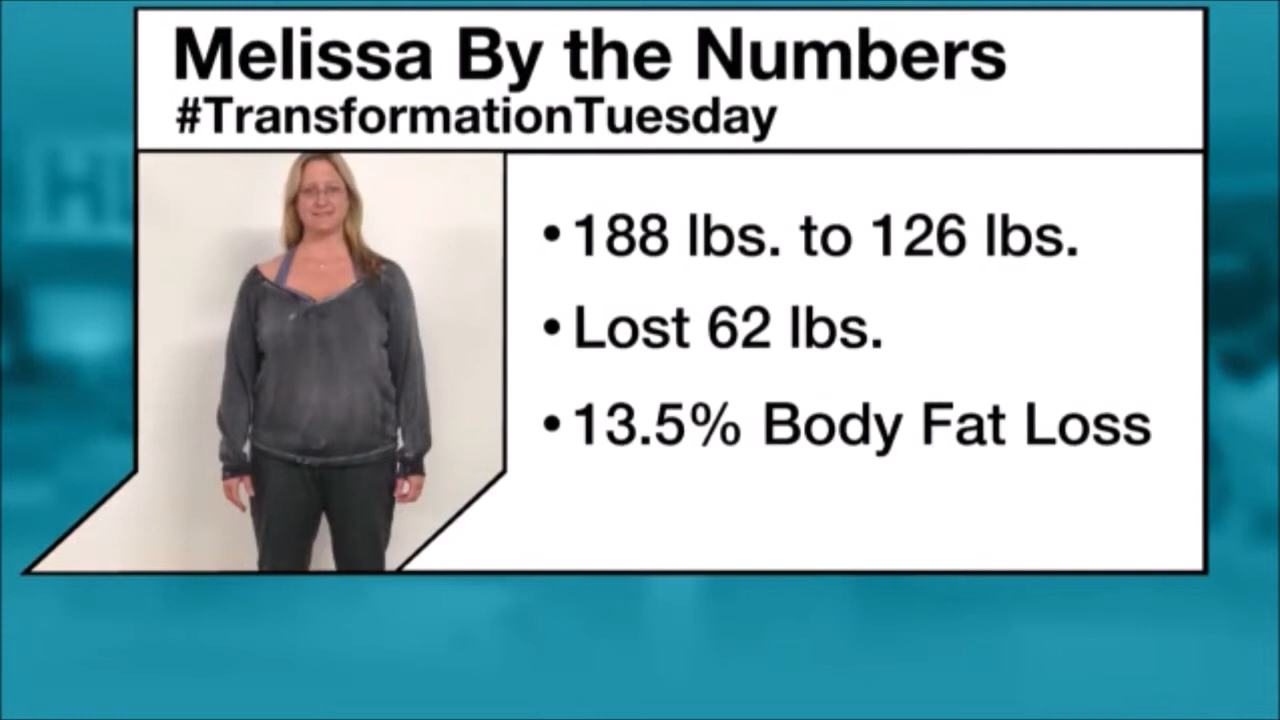 Melissa By the Numbers
#TransformationTuesday
• 188 lbs. to 126 lbs.
• Lost 62 lbs.
• 13.5% Body Fat Loss